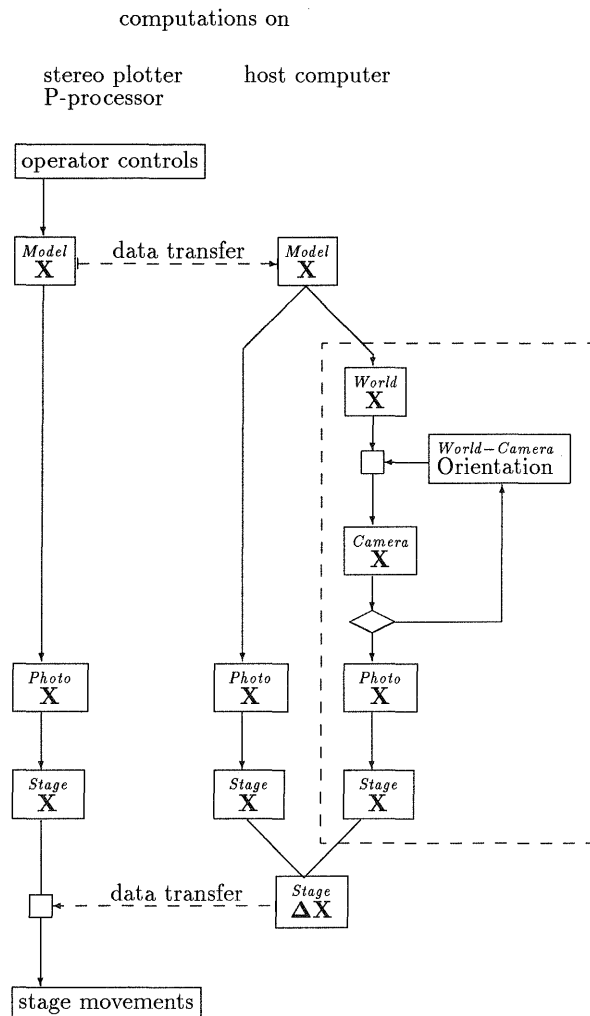 computations on
stereo plotter host computer
P-processor
operator controls
Model
X
data transfer
Model
X
World
X
World–Camera
Orientation
Camera
X
Photo
X
Photo
X
Photo
X
Stage
X
Stage
X
Stage
X
data transfer
Stage
ΔX
stage movements